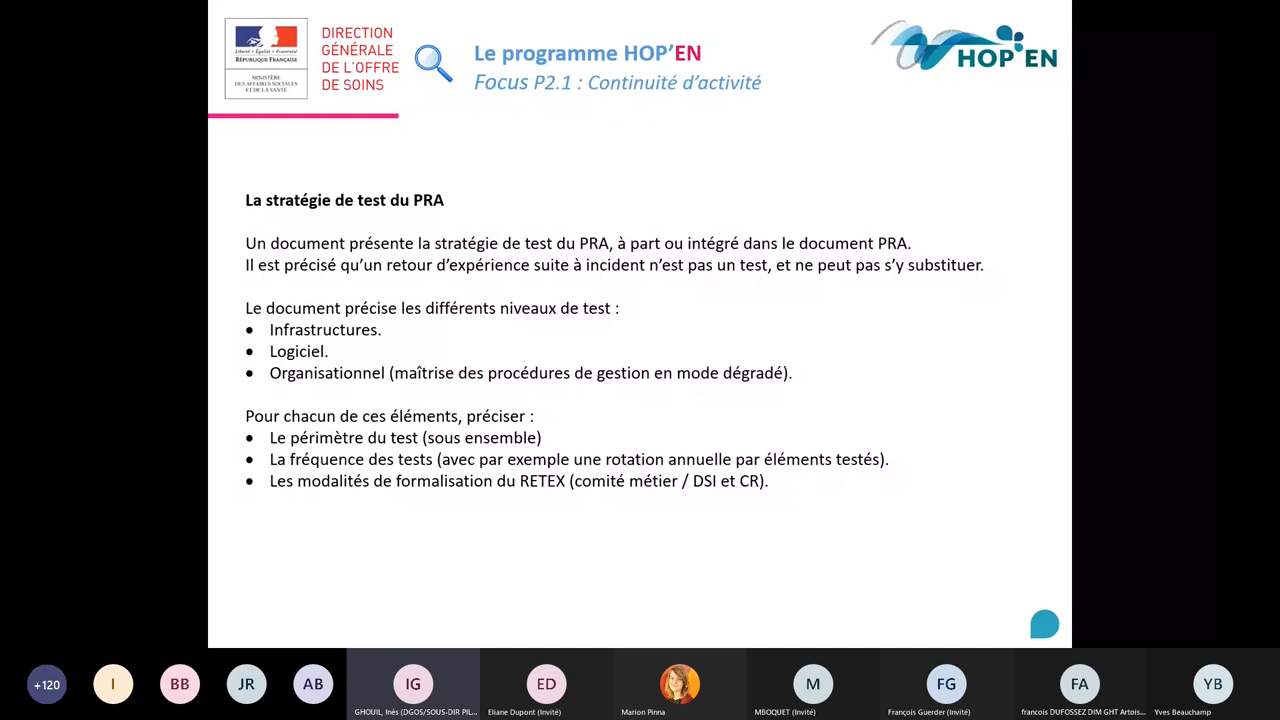 Liberté • Égalité • Fraternité
RÉPUBLIQUE FRANÇAISE
MINISTÈRE
DES AFFAIRES SOCIALES
ET DE LA SANTÉ
DIRECTION
GÉNÉRALE
DE L'OFFRE
DE SOINS
Le programme HOP’EN
Focus P2.1 : Continuité d’activité
HOP'EN
La stratégie de test du PRA
Un document présente la stratégie de test du PRA, à part ou intégré dans le document PRA.
Il est précisé qu’un retour d’expérience suite à incident n’est pas un test, et ne peut pas s’y substituer.
Le document précise les différents niveaux de test :
• Infrastructures.
• Logiciel.
• Organisationnel (maîtrise des procédures de gestion en mode dégradé).
Pour chacun de ces éléments, préciser :
• Le périmètre du test (sous ensemble)
• La fréquence des tests (avec par exemple une rotation annuelle par éléments testés).
• Les modalités de formalisation du RETEX (comité métier / DSI et CR).
+120
I
BB
JR
AB
IG
ED
M
FG
FA
YB
GHOUIL, Inès (DGOS/SOUS-DIR PIL...
Eliane Dupont (Invité)
Marion Pinna
MBOQUET (Invité)
François Guerder (Invité)
francois DUFOSSEZ DIM GHT Artois...
Yves Beauchamp